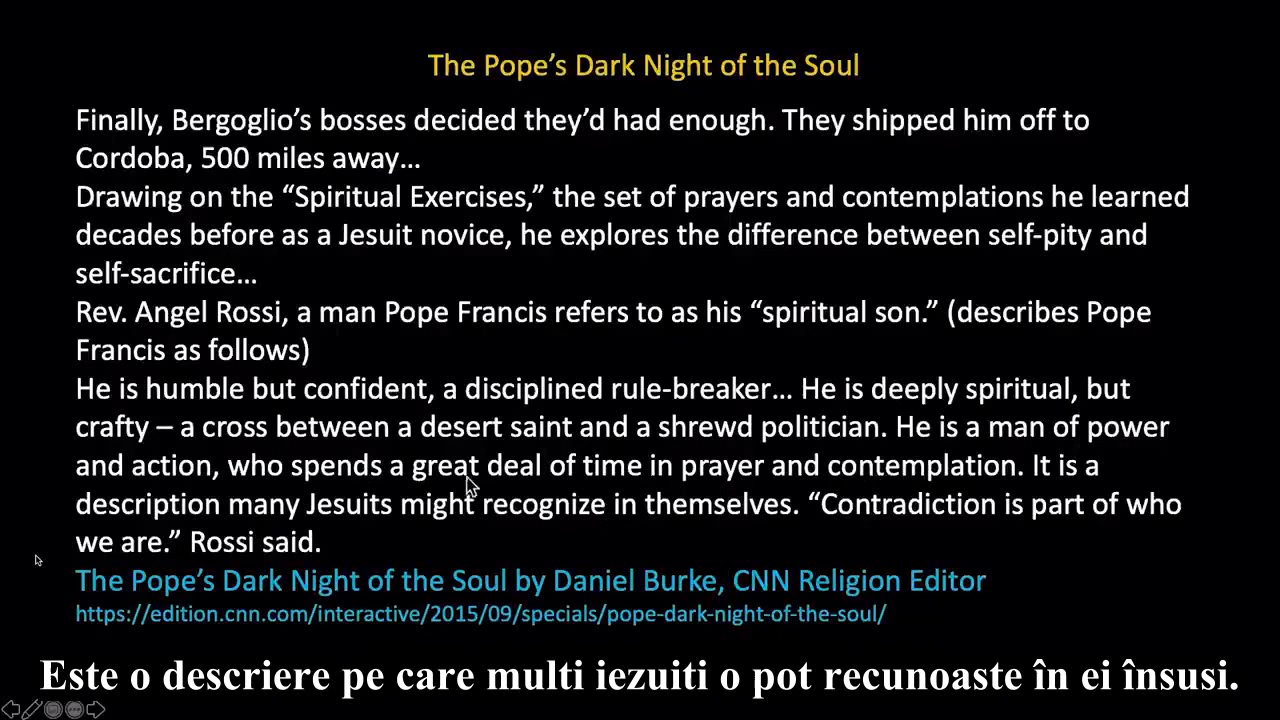 The Pope’s Dark Night of the Soul
Finally, Bergoglio’s bosses decided they’d had enough. They shipped him off to
Cordoba, 500 miles away…
Drawing on the “Spiritual Exercises,” the set of prayers and contemplations he learned
decades before as a Jesuit novice, he explores the difference between self-pity and
self-sacrifice…
Rev. Angel Rossi, a man Pope Francis refers to as his “spiritual son.” (describes Pope
Francis as follows)
He is humble but confident, a disciplined rule-breaker… He is deeply spiritual, but
crafty – a cross between a desert saint and a shrewd politician. He is a man of power
and action, who spends a great deal of time in prayer and contemplation. It is a
description many Jesuits might recognize in themselves. “Contradiction is part of who
we are.” Rossi said.
The Pope’s Dark Night of the Soul by Daniel Burke, CNN Religion Editor
https://edition.cnn.com/interactive/2015/09/specials/pope-dark-night-of-the-soul/
Este o descriere pe care multi iezuiti o pot recunoaste în ei însusi.